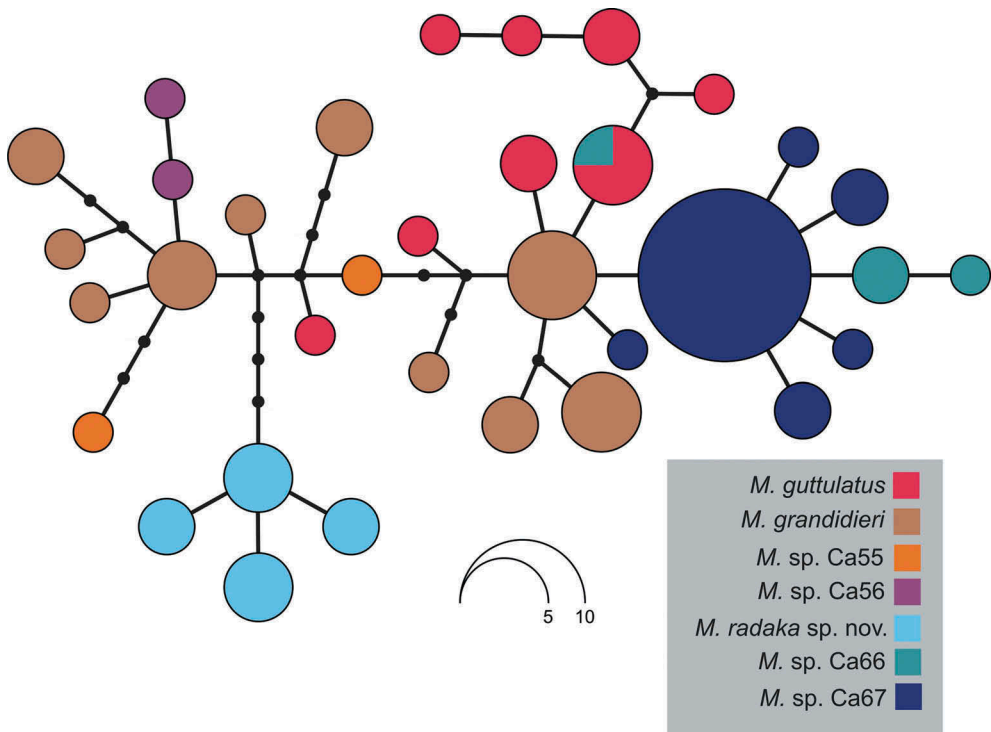 M. guttulatus
M. grandidieri
M. sp. Ca55
M. sp. Ca56
M. radaka sp. nov.
M. sp. Ca66
M. sp. Ca67
5 10